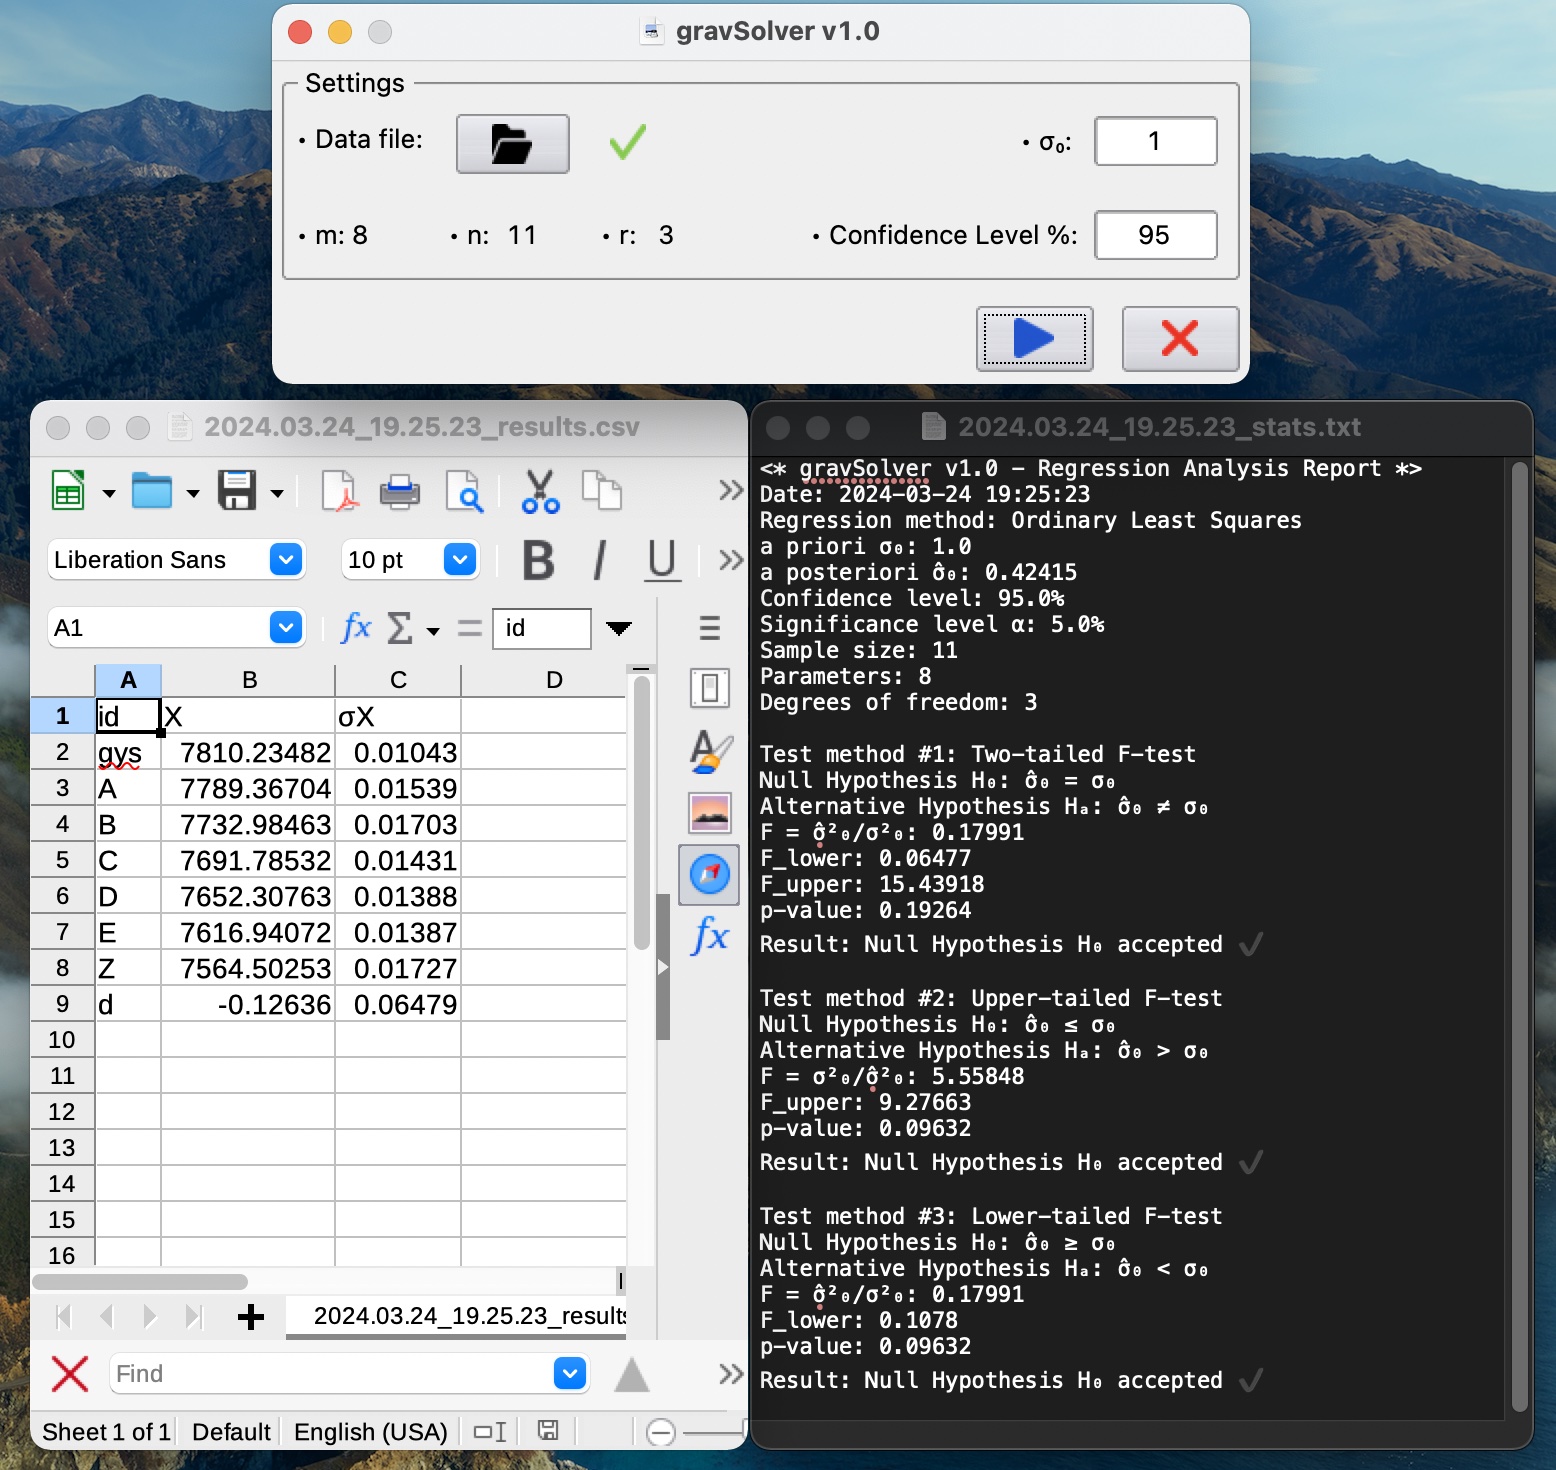 gravSolver v1.0
Settings
• Data file:
• σ₀: 1
• m: 8 • n: 11 • r: 3 • Confidence Level %: 95
2024.03.24_19.25.23_results.csv
Liberation Sans 10 pt B I U
A1 fx Σ = id
A B C D
1 id X σX
2 gys 7810.23482 0.01043
3 A 7789.36704 0.01539
4 B 7732.98463 0.01703
5 C 7691.78532 0.01431
6 D 7652.30763 0.01388
7 E 7616.94072 0.01387
8 Z 7564.50253 0.01727
9 d -0.12636 0.06479
10
11
12
13
14
15
16
2024.03.24_19.25.23_results
Find
Sheet 1 of 1 Default English (USA)
2024.03.24_19.25.23_stats.txt
<* gravSolver v1.0 – Regression Analysis Report *>
Date: 2024–03–24 19:25:23
Regression method: Ordinary Least Squares
a priori σ₀: 1.0
a posteriori σ̂₀: 0.42415
Confidence level: 95.0%
Significance level α: 5.0%
Sample size: 11
Parameters: 8
Degrees of freedom: 3
Test method #1: Two–tailed F–test
Null Hypothesis H₀: σ̂₀ = σ₀
Alternative Hypothesis Hₐ: σ̂₀ ≠ σ₀
F = σ̂²₀/σ²₀: 0.17991
F_lower: 0.06477
F_upper: 15.43918
p–value: 0.19264
Result: Null Hypothesis H₀ accepted ✓
Test method #2: Upper–tailed F–test
Null Hypothesis H₀: σ̂₀ ≤ σ₀
Alternative Hypothesis Hₐ: σ̂₀ > σ₀
F = σ²₀/σ̂²₀: 5.55848
F_upper: 9.27663
p–value: 0.09632
Result: Null Hypothesis H₀ accepted ✓
Test method #3: Lower–tailed F–test
Null Hypothesis H₀: σ̂₀ ≥ σ₀
Alternative Hypothesis Hₐ: σ̂₀ < σ₀
F = σ̂²₀/σ²₀: 0.17991
F_lower: 0.1078
p–value: 0.09632
Result: Null Hypothesis H₀ accepted ✓